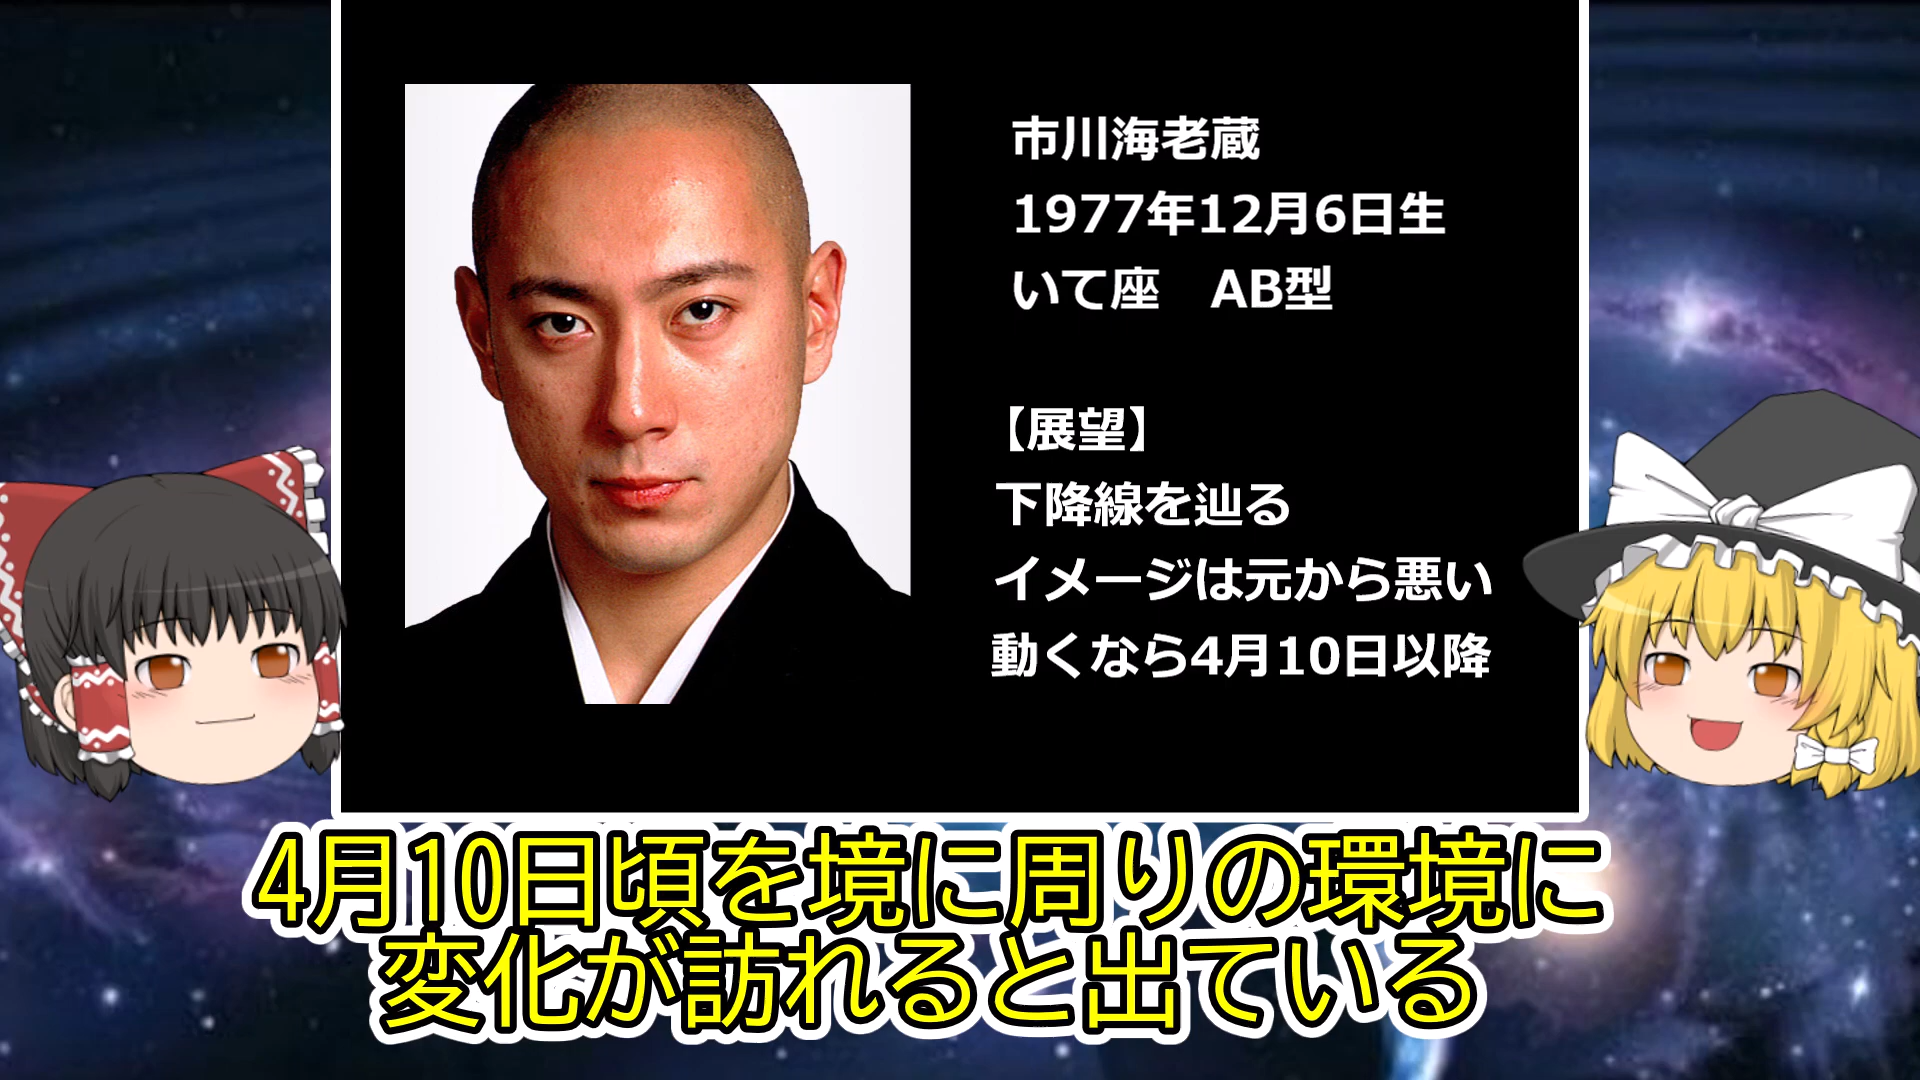 市川海老蔵
1977年12月6日生
いて座　AB型
【展望】
下降線を辿る
イメージは元から悪い
動くなら4月10日以降
4月10日頃を境に周りの環境に
変化が訪れると出ている